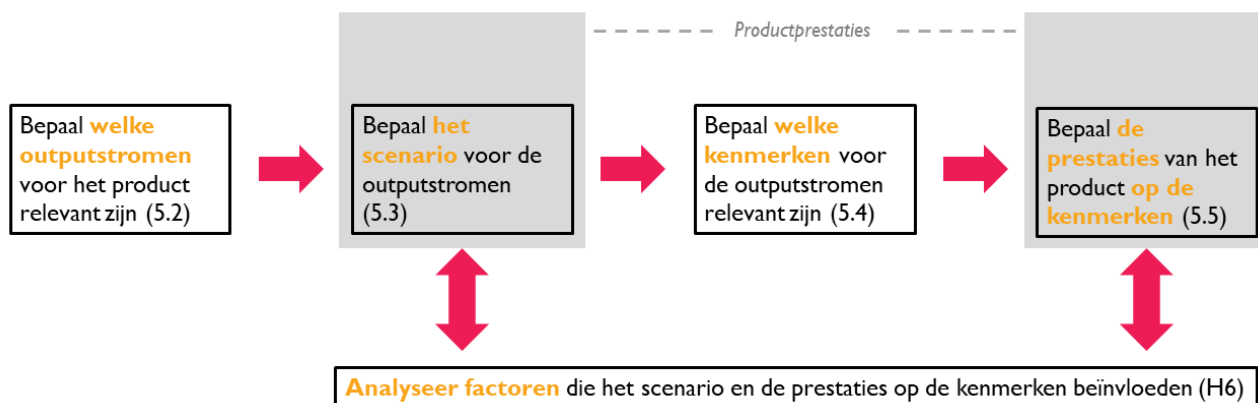 Productprestaties
Bepaal welke
outputstromen
voor het product
relevant zijn (5.2)
Bepaal het
scenario voor de
outputstromen
(5.3)
Bepaal welke
kenmerken voor
de outputstromen
relevant zijn (5.4)
Bepaal de
prestaties van het
product op de
kenmerken (5.5)
Analyseer factoren die het scenario en de prestaties op de kenmerken beïnvloeden (H6)